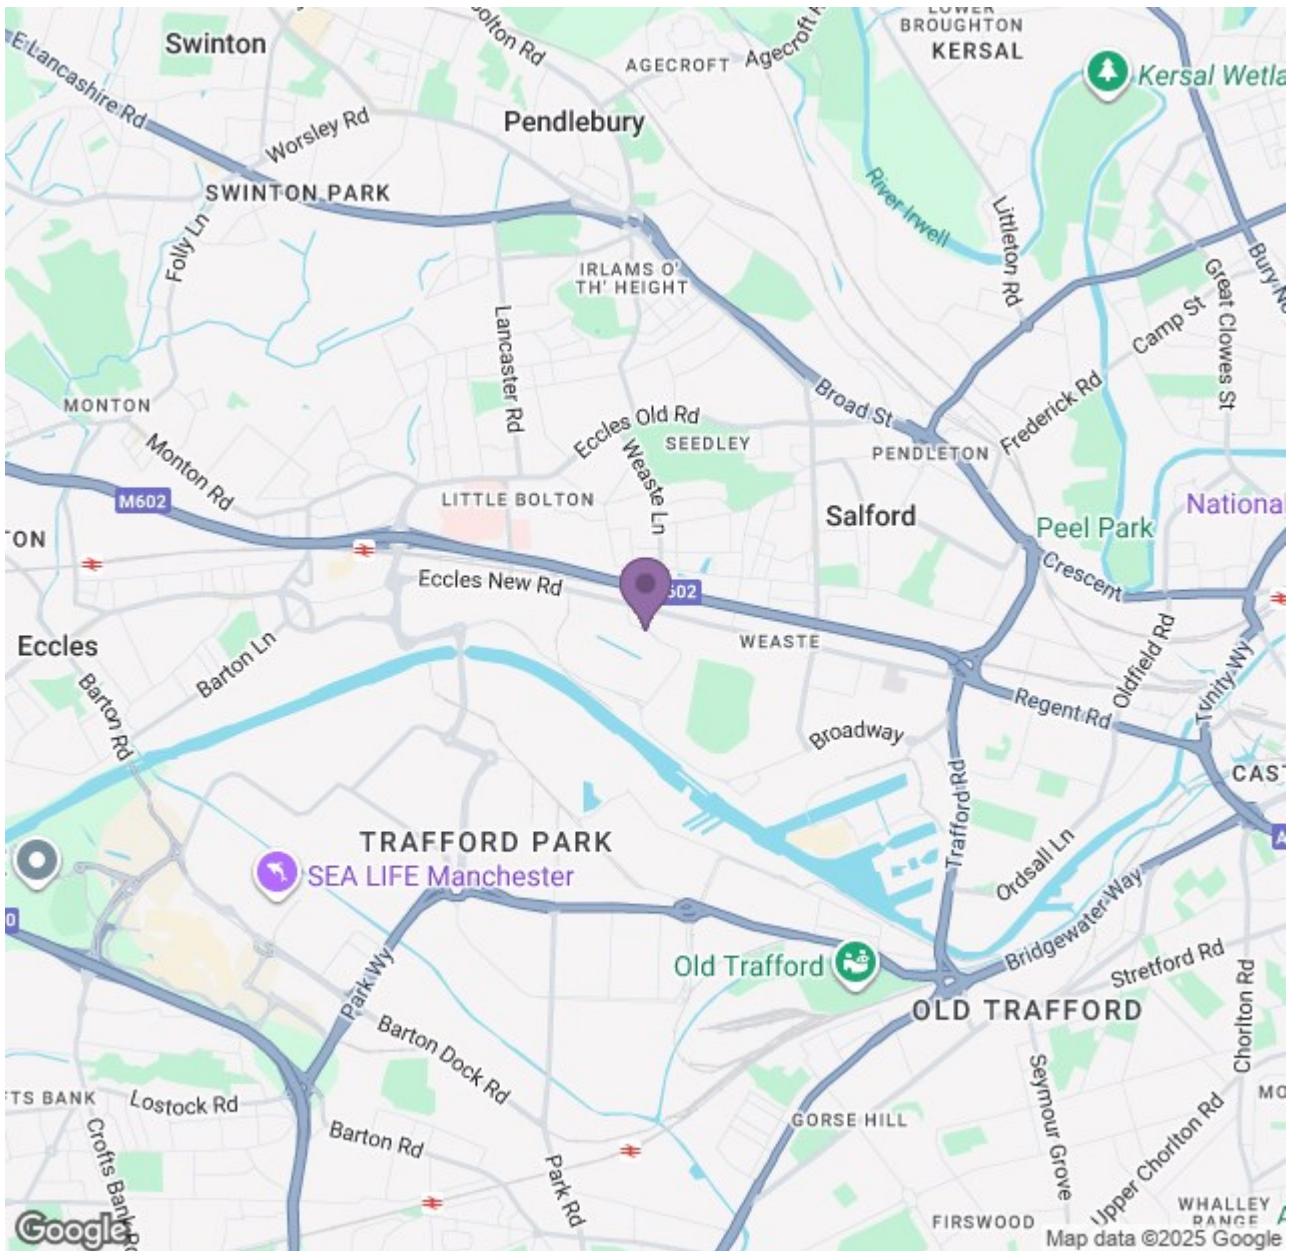 LOWER
BROUGHTON
KERSAL
Swinton
Bolton Rd
AGECROFT
Agecroft
E Lancashire Rd
Kersal Wetla
Pendlebury
Worsley Rd
SWINTON PARK
River Irwell
Littleton Rd
Folly Ln
IRLAMS O'
TH' HEIGHT
Great Clowes St
Camp St
Lancaster Rd
Broad St
Frederick Rd
MONTON
Eccles Old Rd
SEEDLEY
PENDLETON
Monton Rd
Weaste Ln
M602
LITTLE BOLTON
Salford
National
Peel Park
TON
Crescent
Eccles New Rd
602
WEASTE
Eccles
Barton Ln
Oldfield Rd
Trinity Wy
Barton Rd
Regent Rd
Broadway
CAST
Trafford Rd
TRAFFORD PARK
SEA LIFE Manchester
Ordsall Ln
A
0
Bridgewater Way
Stretford Rd
Park Wy
Old Trafford
OLD TRAFFORD
Chorlton Rd
Barton Dock Rd
FTS BANK
Lostock Rd
Seymour Grove
MO
GORSE HILL
Barton Rd
Crofts Bank Rd
Park Rd
Upper Chorlton Rd
FIRSWOOD
WHALLEY
RANGE
Google
Map data ©2025 Google